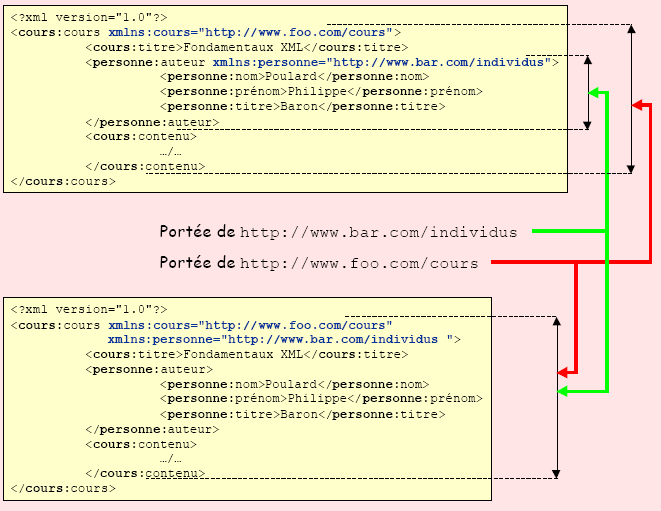 <?xml version="1.0"?>
<cours:cours xmlns:cours="http://www.foo.com/cours">
<cours:titre>Fondamentaux XML</cours:titre>
<personne:auteur xmlns:personne="http://www.bar.com/individus">
<personne:nom>Poulard</personne:nom>
<personne:prénom>Philippe</personne:prénom>
<personne:titre>Baron</personne:titre>
</personne:auteur>
<cours:contenu>
…/…
</cours:contenu>
</cours:cours>
Portée de http://www.bar.com/individus
Portée de http://www.foo.com/cours
<?xml version="1.0"?>
<cours:cours xmlns:cours="http://www.foo.com/cours"
xmlns:personne="http://www.bar.com/individus ">
<cours:titre>Fondamentaux XML</cours:titre>
<personne:auteur>
<personne:nom>Poulard</personne:nom>
<personne:prénom>Philippe</personne:prénom>
<personne:titre>Baron</personne:titre>
</personne:auteur>
<cours:contenu>
…/…
</cours:contenu>
</cours:cours>